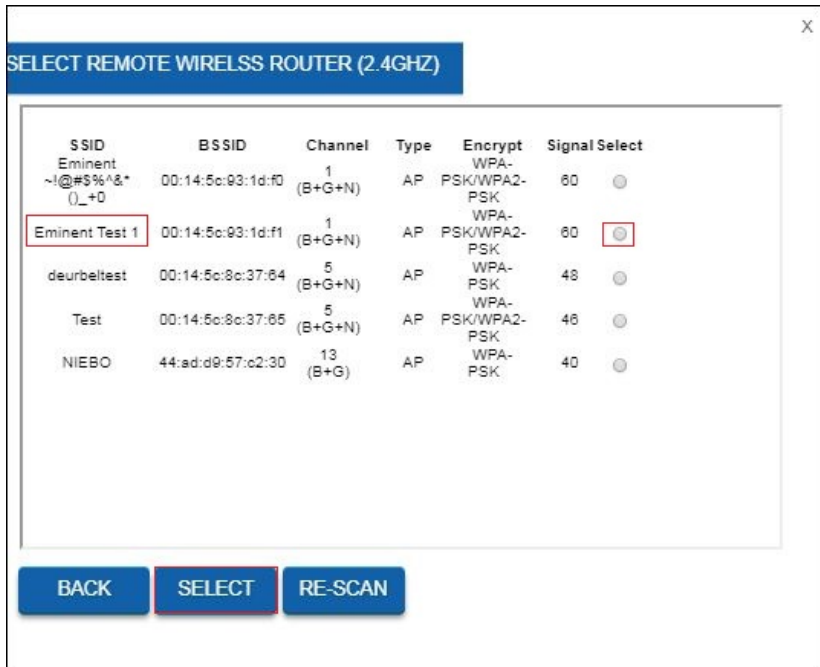 X
SELECT REMOTE WIRELSS ROUTER (2.4GHZ)
SSID BSSID Channel Type Encrypt Signal Select
Eminent ~!@#$%^&*()_+0 00:14:5c:93:1d:f0 1 (B+G+N) AP WPA-PSK/WPA2-PSK 60
Eminent Test 1 00:14:5c:93:1d:f1 1 (B+G+N) AP WPA-PSK/WPA2-PSK 60
deurbeltest 00:14:5c:8c:37:64 5 (B+G+N) AP WPA-PSK 48
Test 00:14:5c:8c:37:65 5 (B+G+N) AP WPA-PSK/WPA2-PSK 46
NIEBO 44:ad:d9:57:c2:30 13 (B+G) AP WPA-PSK 40
BACK SELECT RE-SCAN